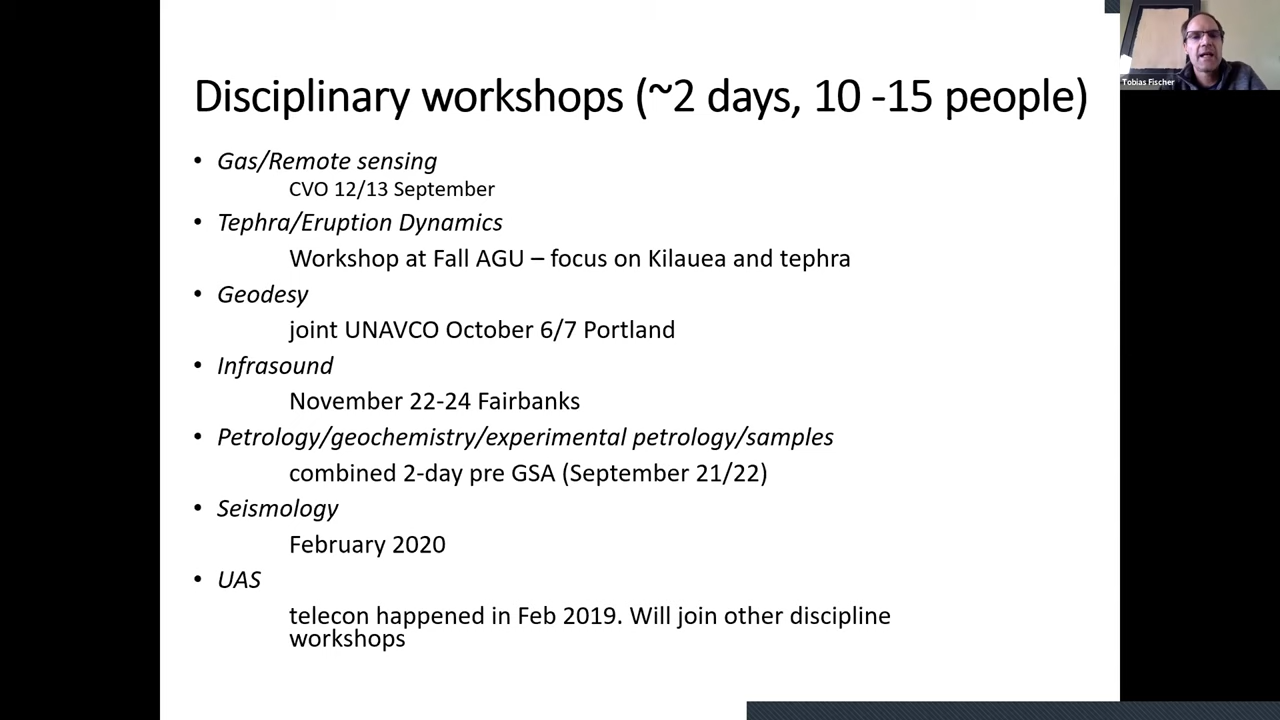 Tobias Fischer
Disciplinary workshops (~2 days, 10 -15 people)
• Gas/Remote sensing
CVO 12/13 September
• Tephra/Eruption Dynamics
Workshop at Fall AGU – focus on Kilauea and tephra
• Geodesy
joint UNAVCO October 6/7 Portland
• Infrasound
November 22-24 Fairbanks
• Petrology/geochemistry/experimental petrology/samples
combined 2-day pre GSA (September 21/22)
• Seismology
February 2020
• UAS
telecon happened in Feb 2019. Will join other discipline
workshops